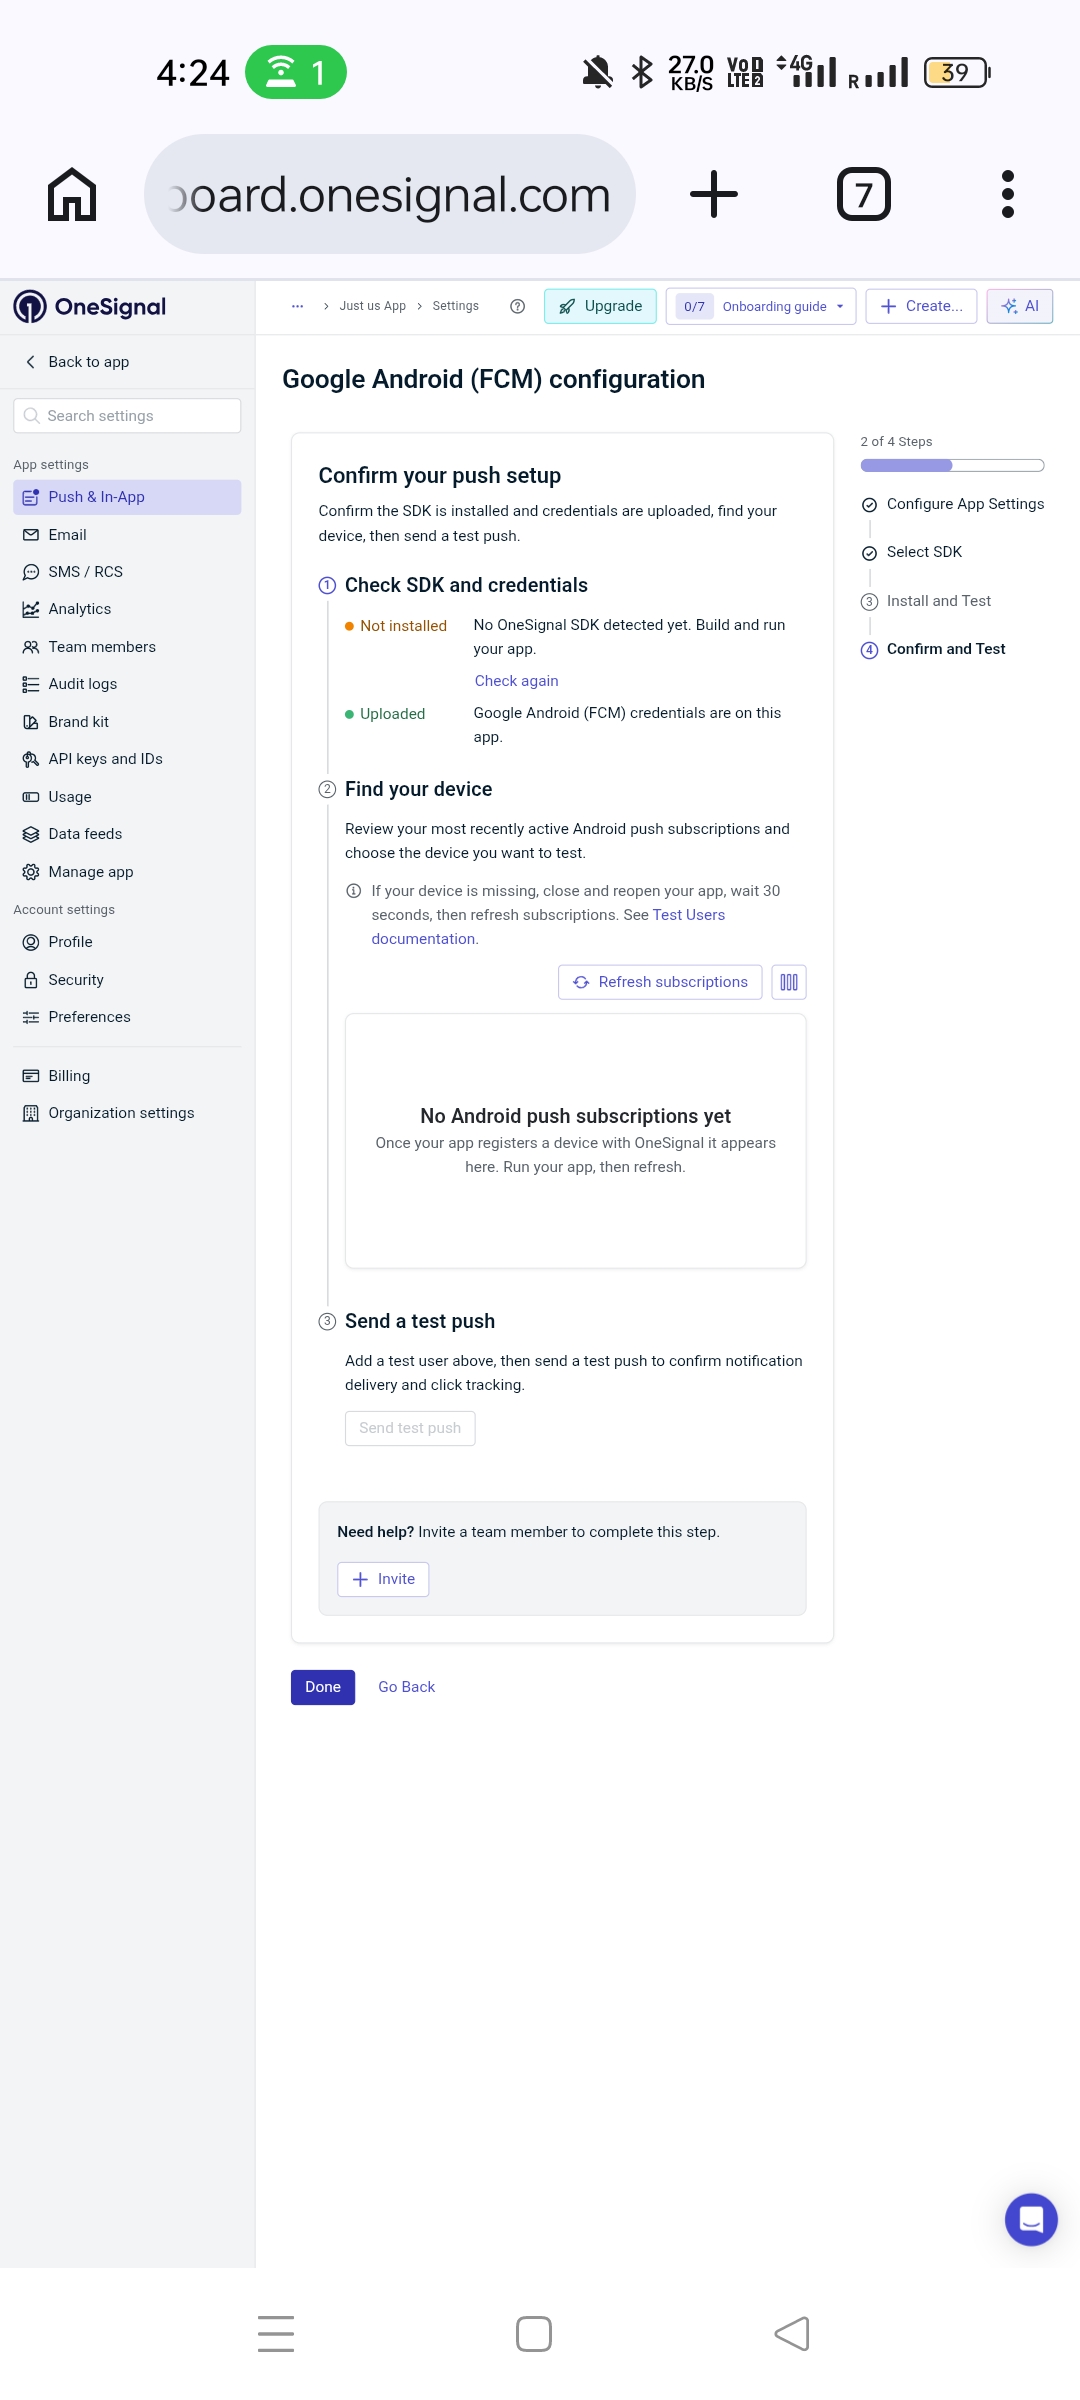 4:24
1
27.0
KB/S
Vo 1
LTE 2
4G
R
39
board.onesignal.com
7
OneSignal
Just us App
Settings
Upgrade
0/7 Onboarding guide
Create...
AI
Back to app
Search settings
App settings
Push & In-App
Email
SMS / RCS
Analytics
Team members
Audit logs
Brand kit
API keys and IDs
Usage
Data feeds
Manage app
Account settings
Profile
Security
Preferences
Billing
Organization settings
Google Android (FCM) configuration
Confirm your push setup
Confirm the SDK is installed and credentials are uploaded, find your
device, then send a test push.
1 Check SDK and credentials
Not installed
No OneSignal SDK detected yet. Build and run
your app.
Check again
Uploaded
Google Android (FCM) credentials are on this
app.
2 Find your device
Review your most recently active Android push subscriptions and
choose the device you want to test.
If your device is missing, close and reopen your app, wait 30
seconds, then refresh subscriptions. See Test Users
documentation.
Refresh subscriptions
No Android push subscriptions yet
Once your app registers a device with OneSignal it appears
here. Run your app, then refresh.
3 Send a test push
Add a test user above, then send a test push to confirm notification
delivery and click tracking.
Send test push
Need help? Invite a team member to complete this step.
Invite
Done
Go Back
2 of 4 Steps
Configure App Settings
Select SDK
3 Install and Test
4 Confirm and Test